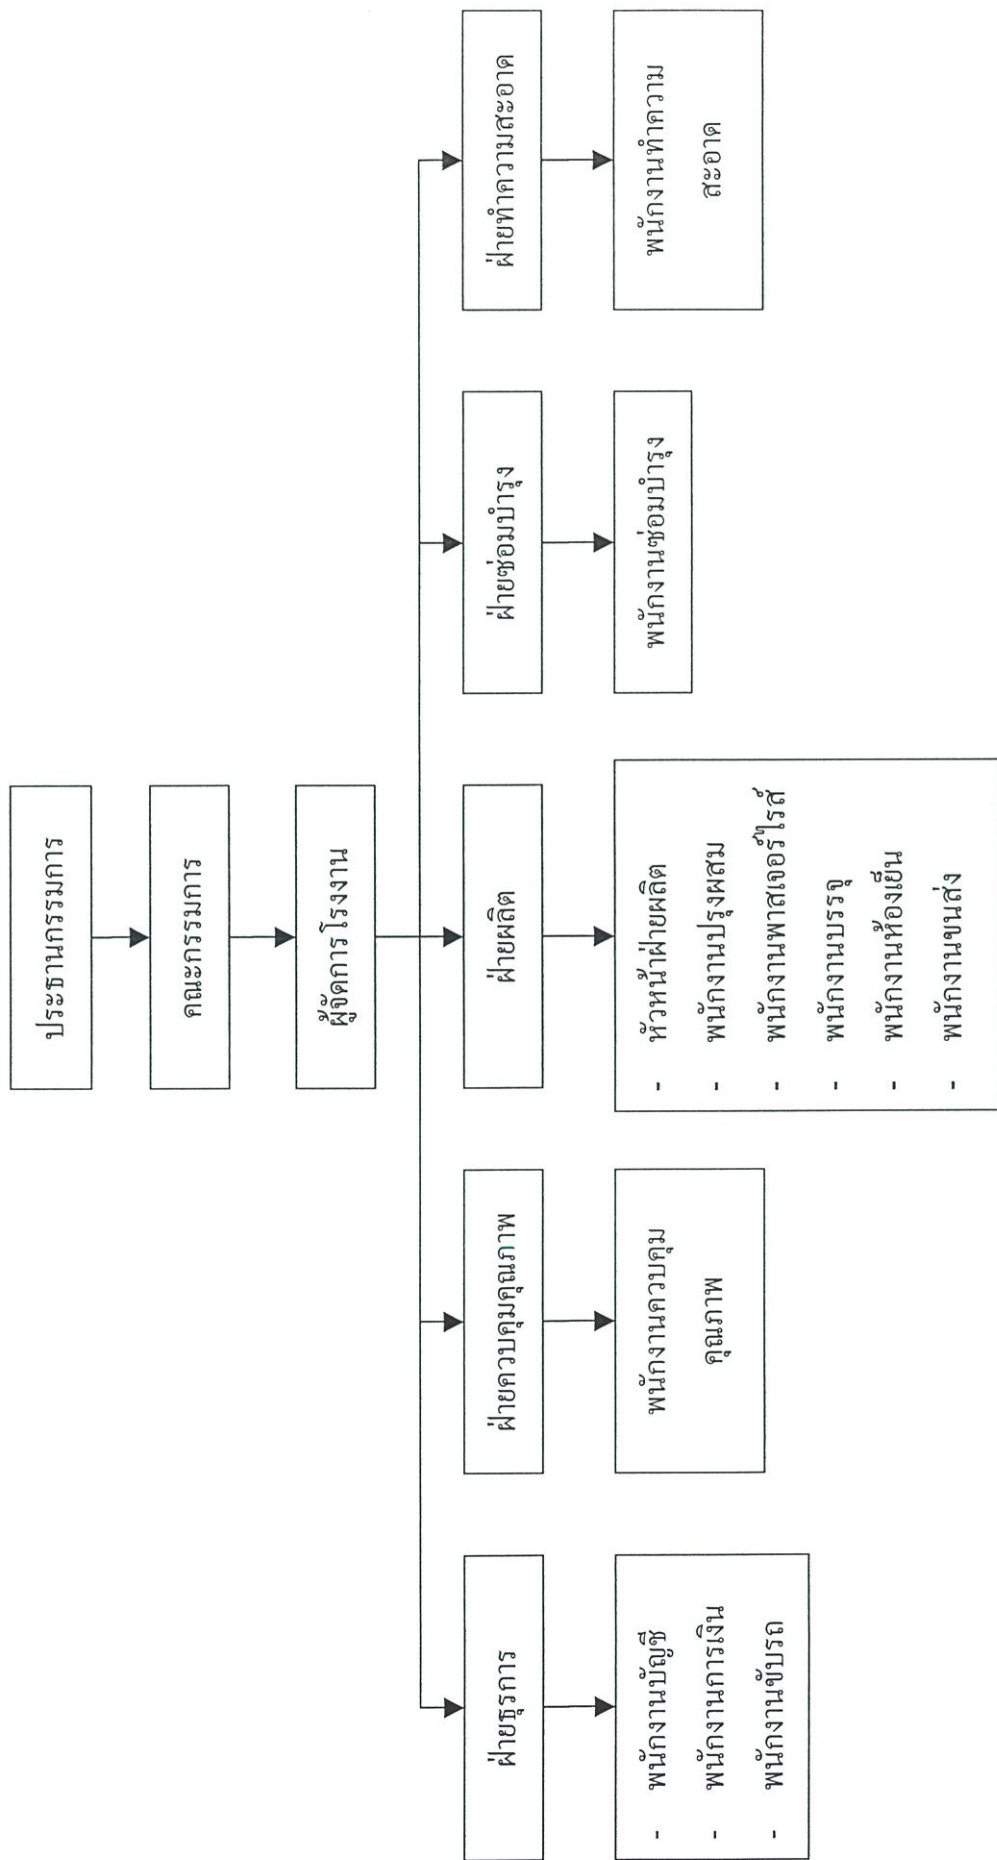 ประธานกรรมการ
คณะกรรมการ
ผู้จัดการโรงงาน
ฝ่ายธุรการ
ฝ่ายควบคุมคุณภาพ
ฝ่ายผลิต
ฝ่ายซ่อมบำรุง
ฝ่ายทำความสะอาด
- พนักงานบัญชี
- พนักงานการเงิน
- พนักงานขับรถ
พนักงานควบคุม
คุณภาพ
- หัวหน้าฝ่ายผลิต
- พนักงานปรุงผสม
- พนักงานพาสเจอร์ไรส์
- พนักงานบรรจุ
- พนักงานห้องเย็น
- พนักงานขนส่ง
พนักงานซ่อมบำรุง
พนักงานทำความ
สะอาด